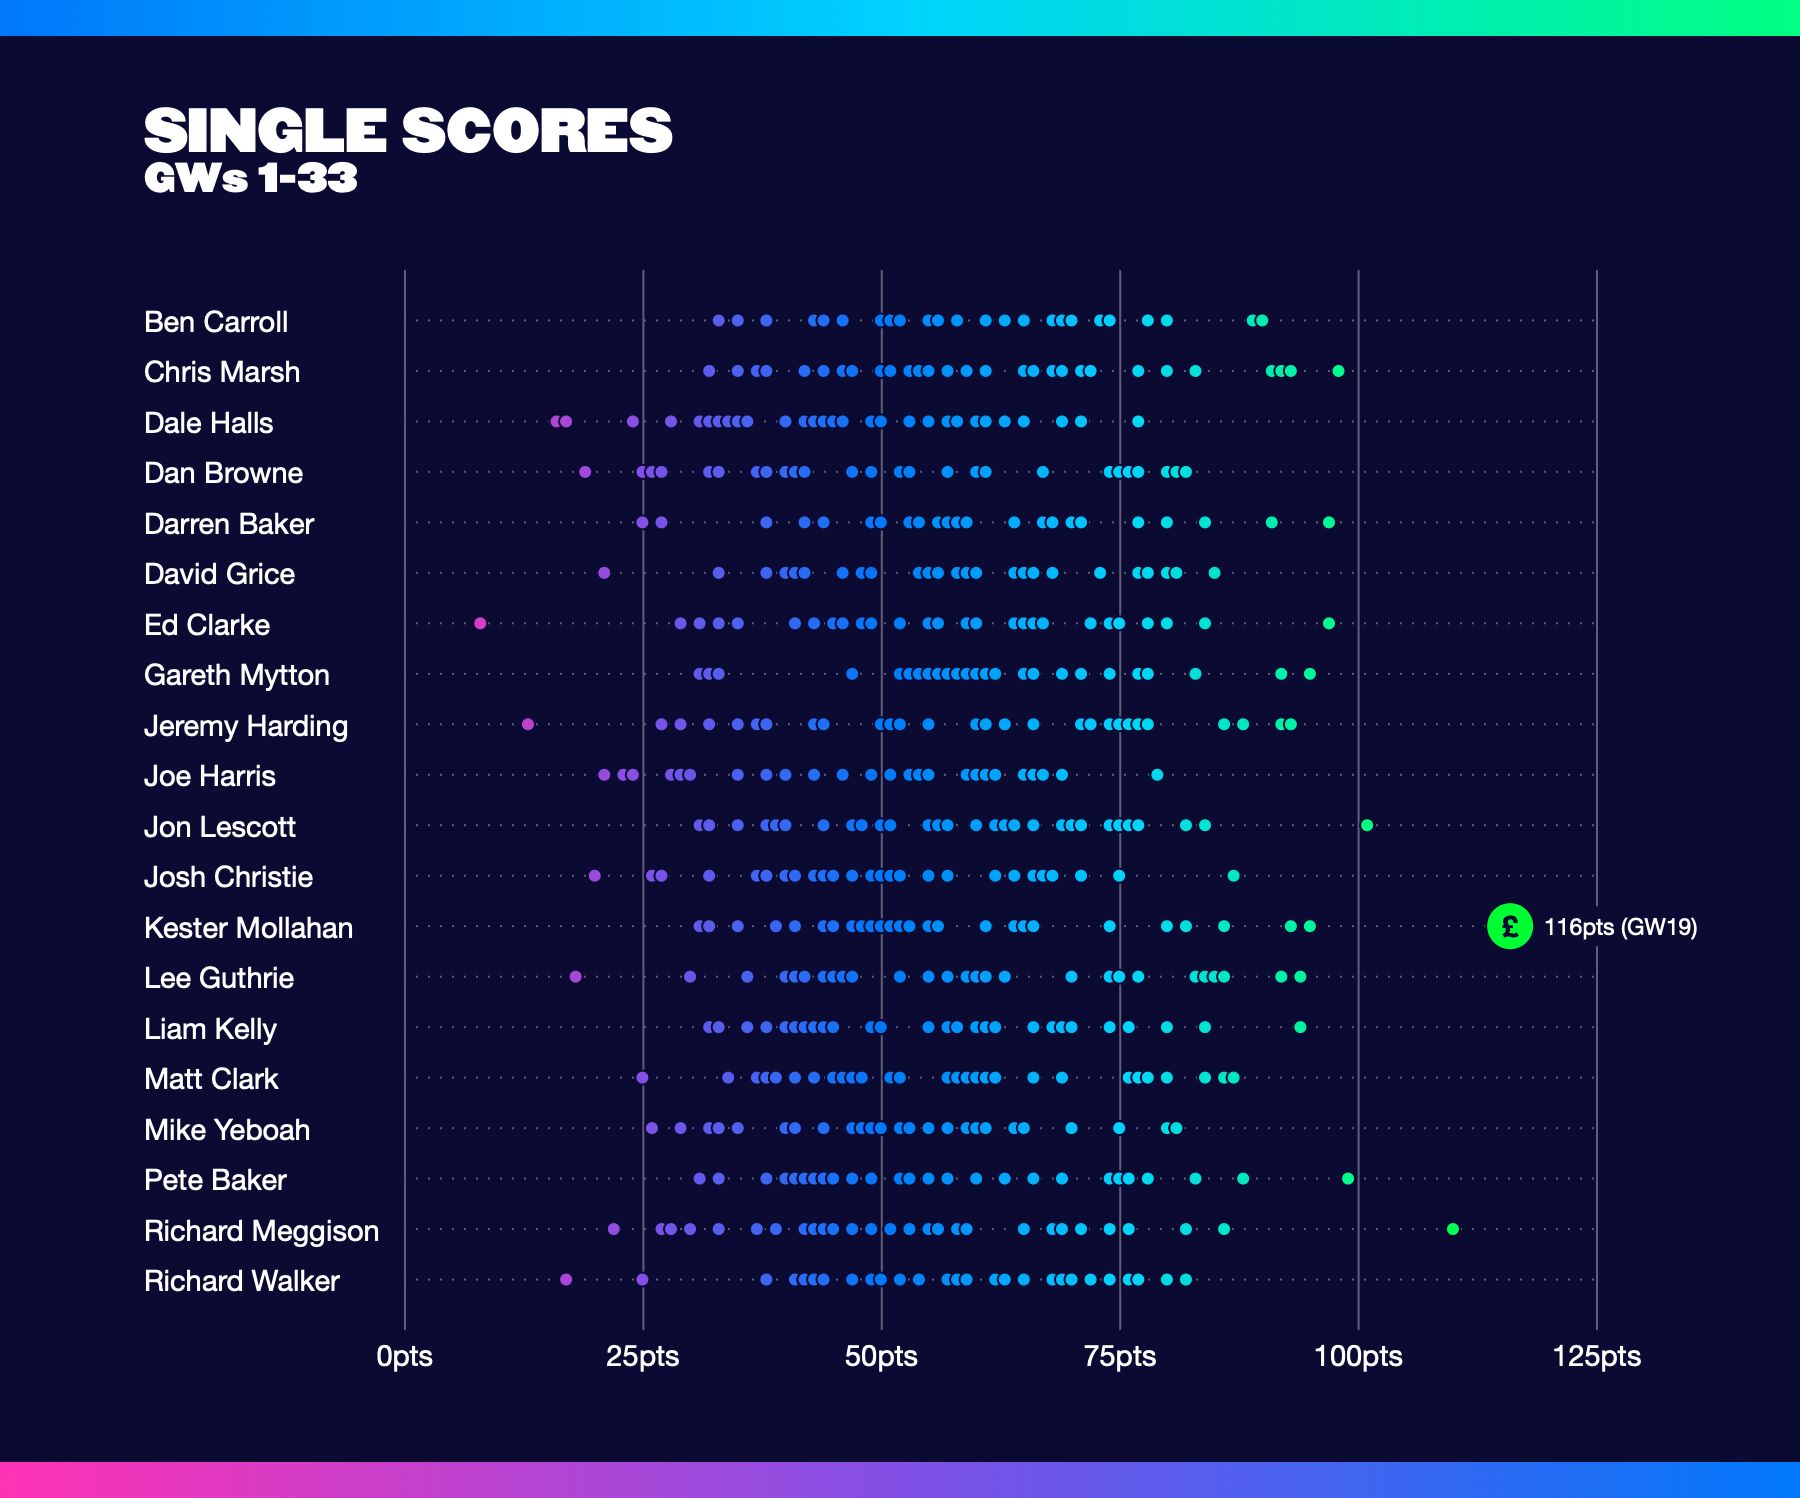 SINGLE SCORES
GWs 1-33
Ben Carroll
Chris Marsh
Dale Halls
Dan Browne
Darren Baker
David Grice
Ed Clarke
Gareth Mytton
Jeremy Harding
Joe Harris
Jon Lescott
Josh Christie
Kester Mollahan £ 116pts (GW19)
Lee Guthrie
Liam Kelly
Matt Clark
Mike Yeboah
Pete Baker
Richard Meggison
Richard Walker
0pts 25pts 50pts 75pts 100pts 125pts